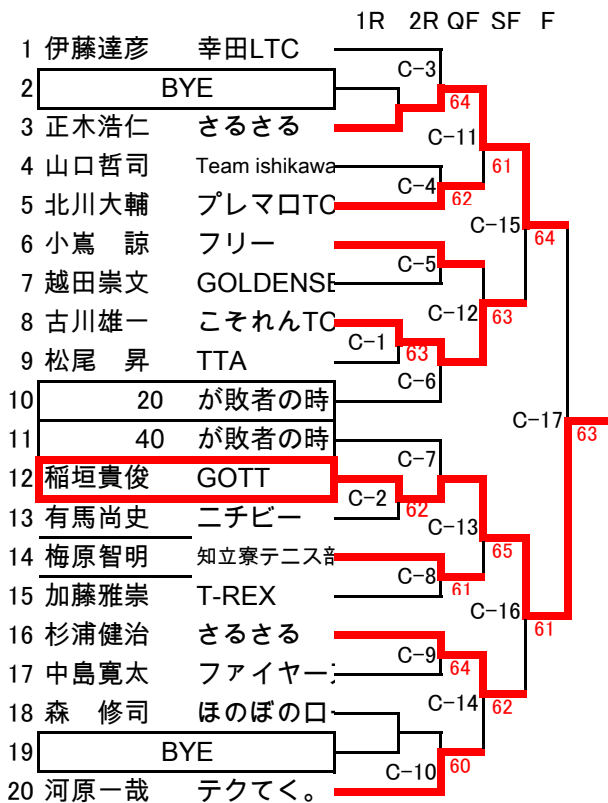 1R 2R QF SF F
1 伊藤達彦 幸田LTC
C-3
2 BYE
64
3 正木浩仁 さるさる
C-11
4 山口哲司 Team ishikawa
61
C-4
5 北川大輔 プレマロTC
62
C-15
64
6 小嶌 諒 フリー
C-5
7 越田崇文 GOLDENSE
C-12
63
8 古川雄一 こそれんTC
C-1
63
9 松尾 昇 TTA
C-6
10 20 が敗者の時
C-17
63
11 40 が敗者の時
C-7
12 稲垣貴俊 GOTT
C-2
62
13 有馬尚史 ニチビー
C-13
65
14 梅原智明 知立寮テニス部
C-8
61
15 加藤雅崇 T-REX
C-16
61
16 杉浦健治 さるさる
C-9
64
17 中島寛太 ファイヤー
C-14
62
18 森 修司 ほのぼのロ
19 BYE
C-10
60
20 河原一哉 テクてく。